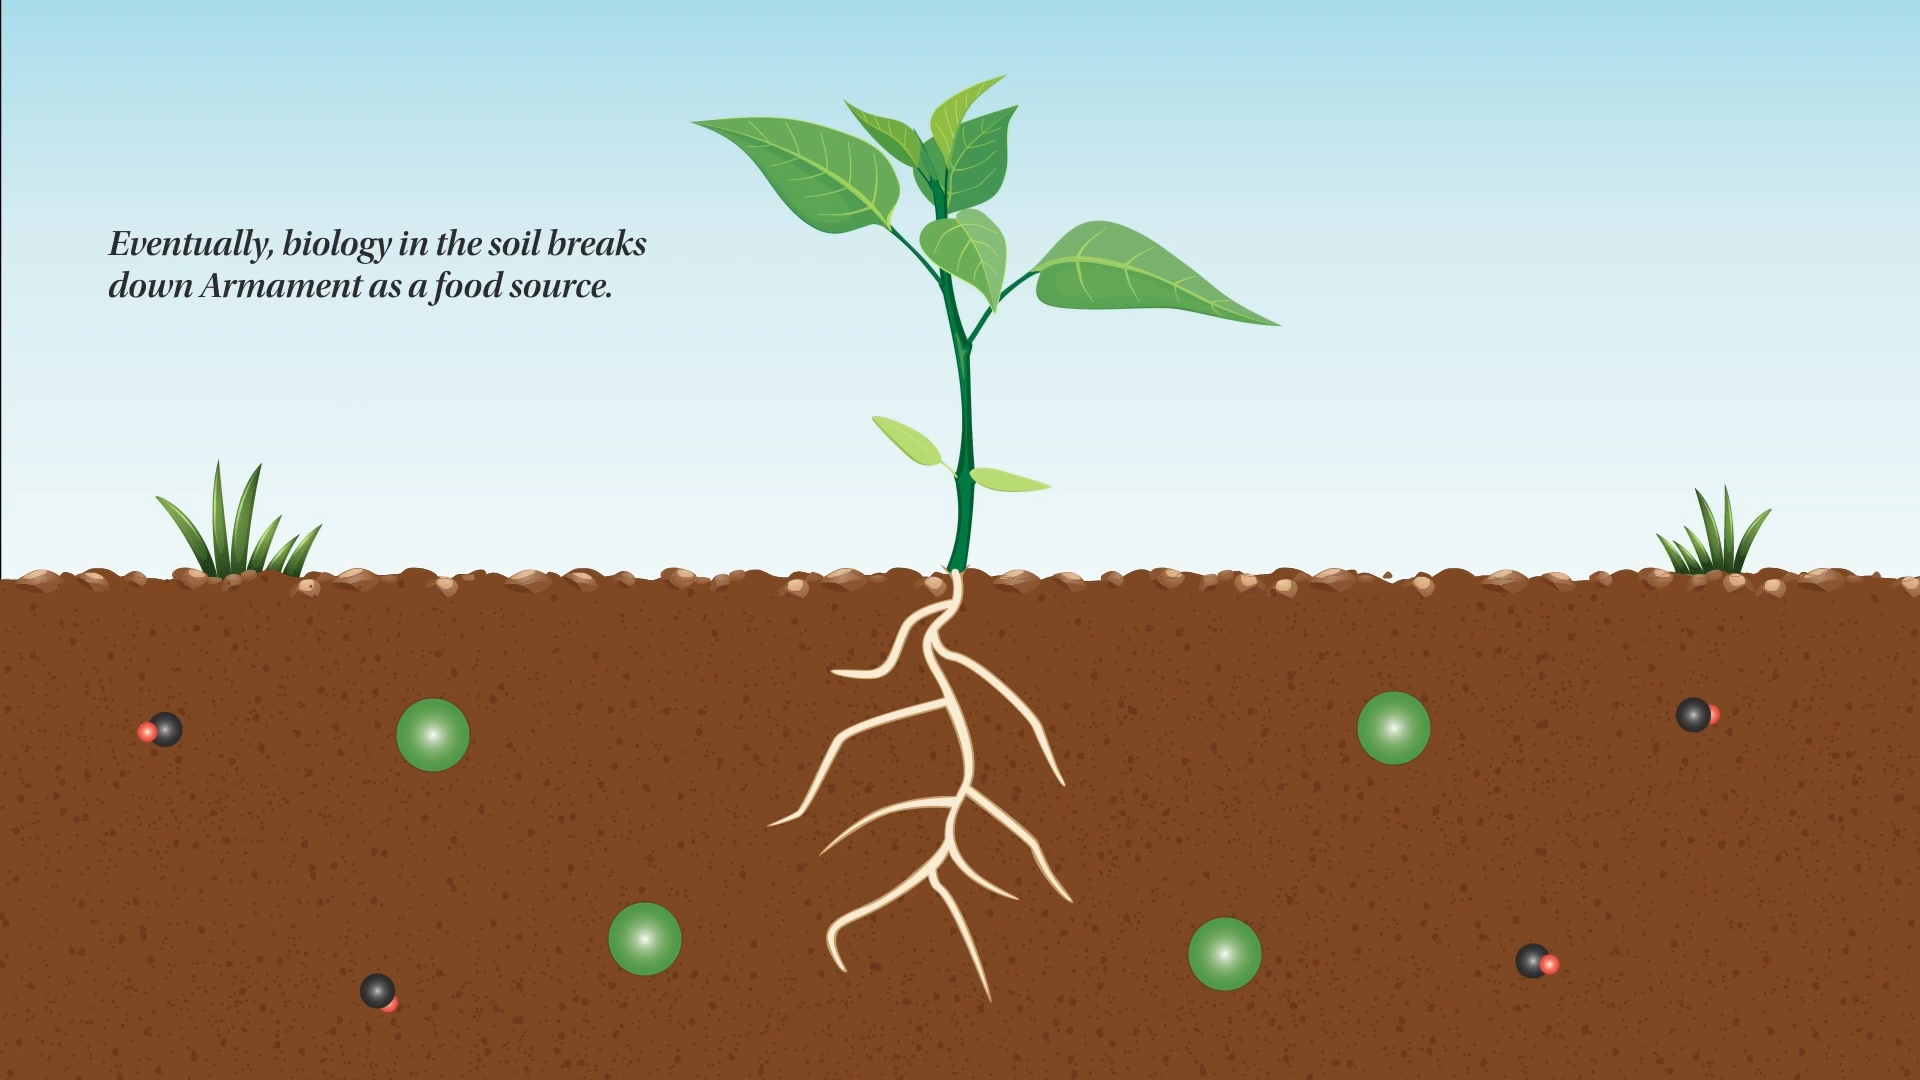 Eventually, biology in the soil breaks
down Armament as a food source.